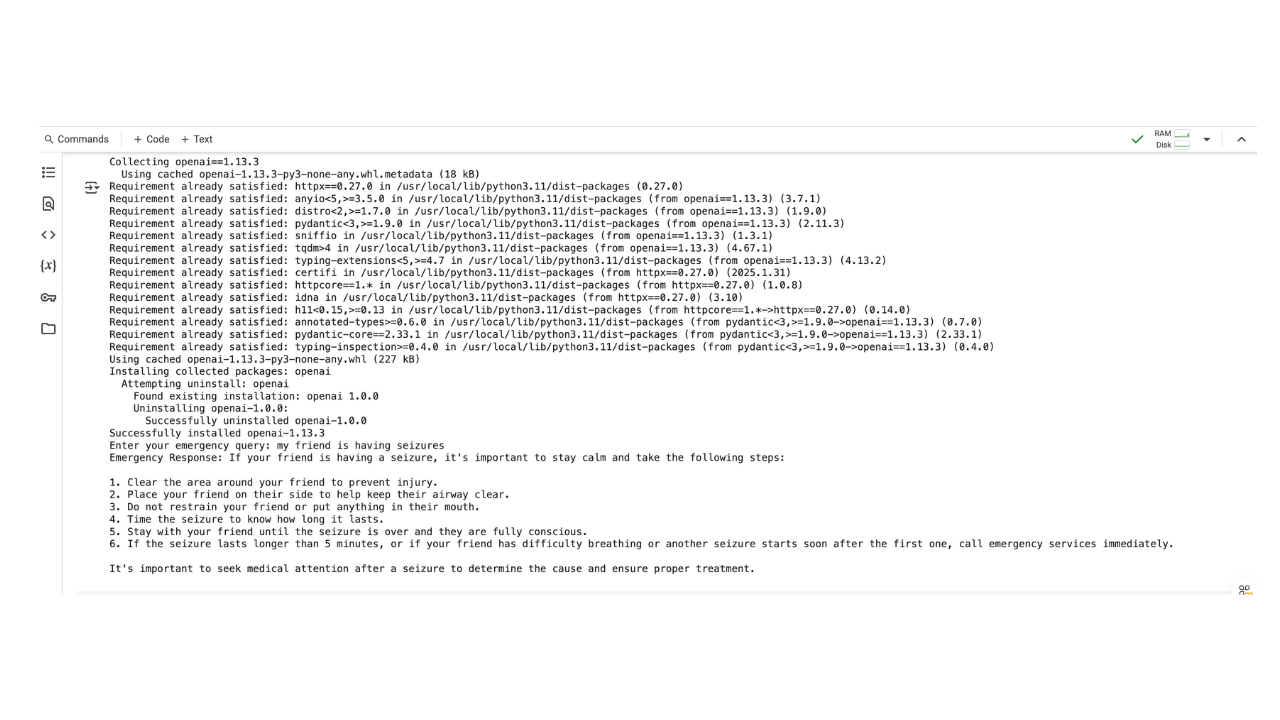 Commands + Code + Text
RAM
Disk
Collecting openai==1.13.3
Using cached openai-1.13.3-py3-none-any.whl.metadata (18 kB)
Requirement already satisfied: httpx==0.27.0 in /usr/local/lib/python3.11/dist-packages (0.27.0)
Requirement already satisfied: anyio<5,>=3.5.0 in /usr/local/lib/python3.11/dist-packages (from openai==1.13.3) (3.7.1)
Requirement already satisfied: distro<2,>=1.7.0 in /usr/local/lib/python3.11/dist-packages (from openai==1.13.3) (1.9.0)
Requirement already satisfied: pydantic<3,>=1.9.0 in /usr/local/lib/python3.11/dist-packages (from openai==1.13.3) (2.11.3)
Requirement already satisfied: sniffio in /usr/local/lib/python3.11/dist-packages (from openai==1.13.3) (1.3.1)
Requirement already satisfied: tqdm>4 in /usr/local/lib/python3.11/dist-packages (from openai==1.13.3) (4.67.1)
Requirement already satisfied: typing-extensions<5,>=4.7 in /usr/local/lib/python3.11/dist-packages (from openai==1.13.3) (4.13.2)
Requirement already satisfied: certifi in /usr/local/lib/python3.11/dist-packages (from httpx==0.27.0) (2025.1.31)
Requirement already satisfied: httpcore==1.* in /usr/local/lib/python3.11/dist-packages (from httpx==0.27.0) (1.0.8)
Requirement already satisfied: idna in /usr/local/lib/python3.11/dist-packages (from httpx==0.27.0) (3.10)
Requirement already satisfied: h11<0.15,>=0.13 in /usr/local/lib/python3.11/dist-packages (from httpcore==1.*->httpx==0.27.0) (0.14.0)
Requirement already satisfied: annotated-types>=0.6.0 in /usr/local/lib/python3.11/dist-packages (from pydantic<3,>=1.9.0->openai==1.13.3) (0.7.0)
Requirement already satisfied: pydantic-core==2.33.1 in /usr/local/lib/python3.11/dist-packages (from pydantic<3,>=1.9.0->openai==1.13.3) (2.33.1)
Requirement already satisfied: typing-inspection>=0.4.0 in /usr/local/lib/python3.11/dist-packages (from pydantic<3,>=1.9.0->openai==1.13.3) (0.4.0)
Using cached openai-1.13.3-py3-none-any.whl (227 kB)
Installing collected packages: openai
Attempting uninstall: openai
Found existing installation: openai 1.0.0
Uninstalling openai-1.0.0:
Successfully uninstalled openai-1.0.0
Successfully installed openai-1.13.3
Enter your emergency query: my friend is having seizures
Emergency Response: If your friend is having a seizure, it's important to stay calm and take the following steps:
1. Clear the area around your friend to prevent injury.
2. Place your friend on their side to help keep their airway clear.
3. Do not restrain your friend or put anything in their mouth.
4. Time the seizure to know how long it lasts.
5. Stay with your friend until the seizure is over and they are fully conscious.
6. If the seizure lasts longer than 5 minutes, or if your friend has difficulty breathing or another seizure starts soon after the first one, call emergency services immediately.
It's important to seek medical attention after a seizure to determine the cause and ensure proper treatment.